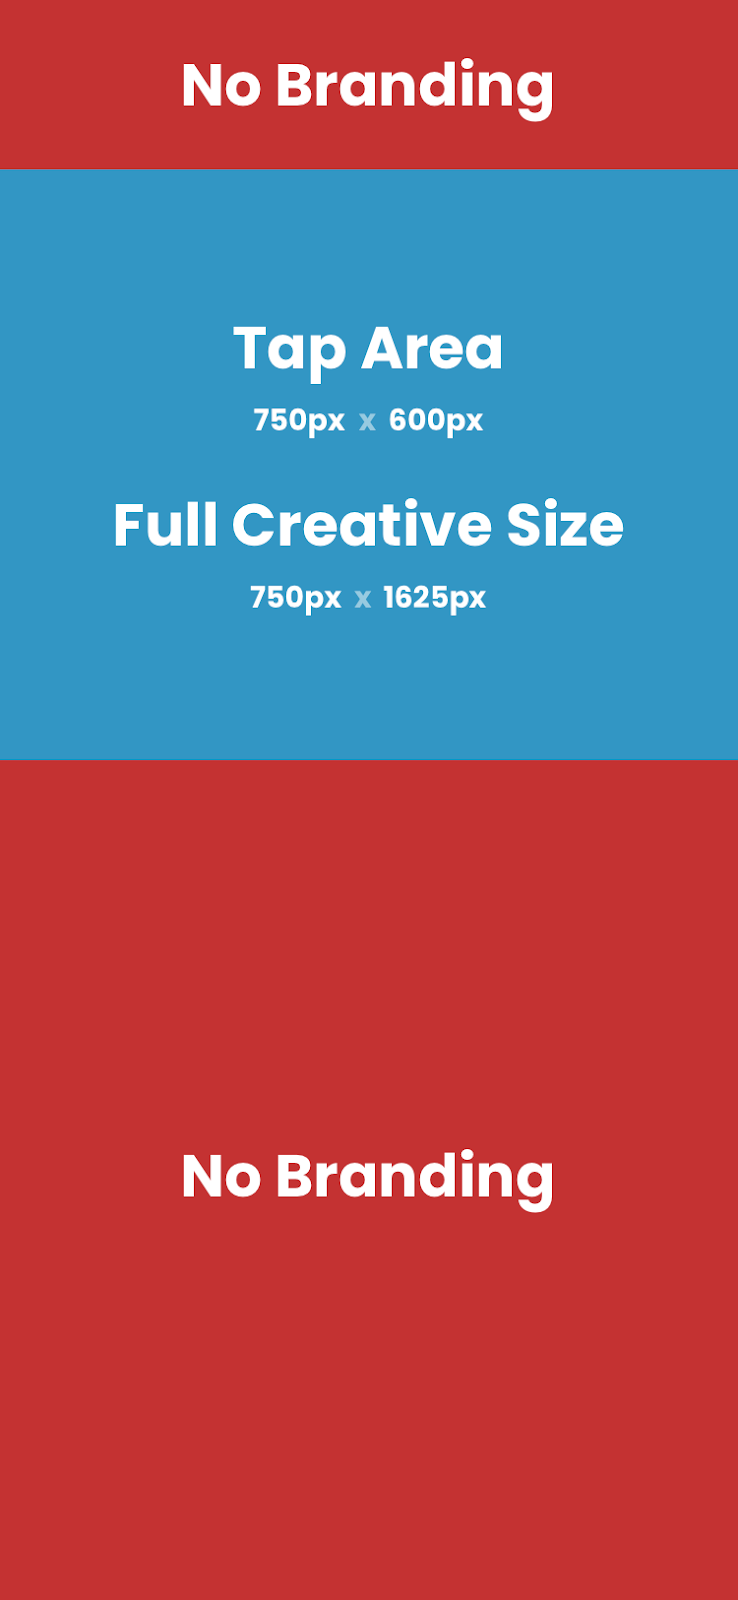 No Branding
Tap Area
750px x 600px
Full Creative Size
750px x 1625px
No Branding